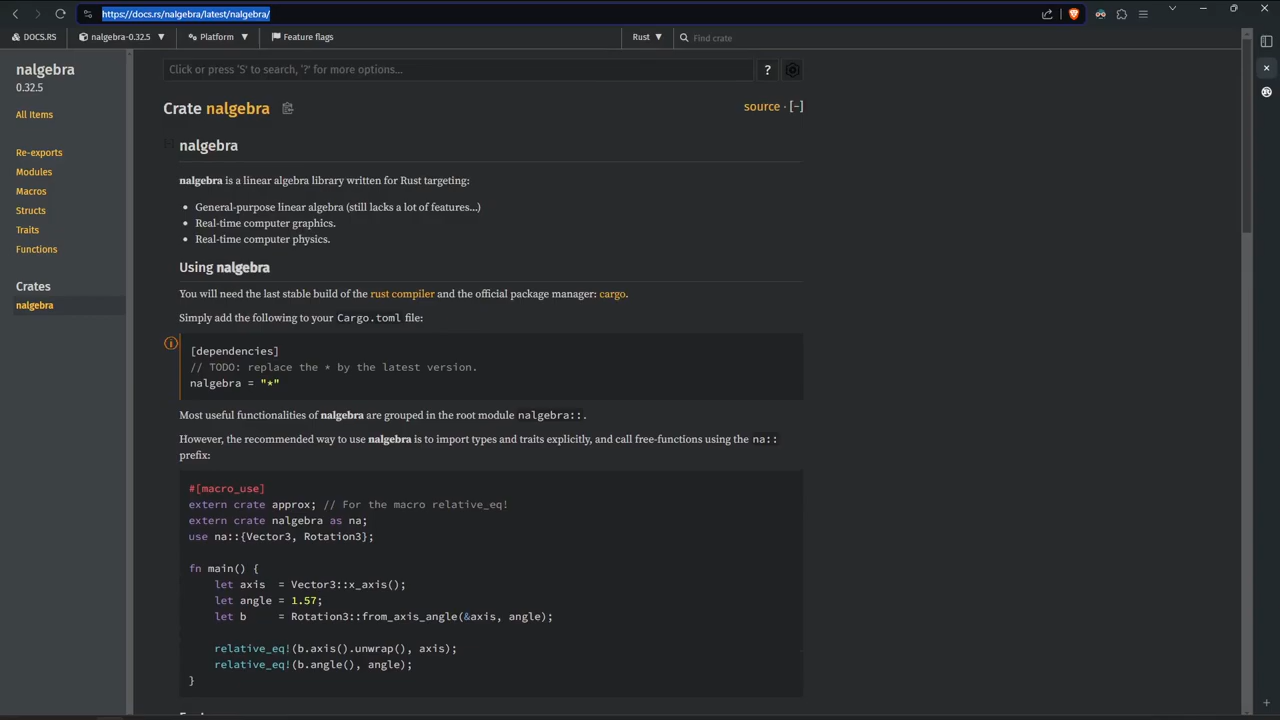 https://docs.rs/nalgebra/latest/nalgebra/
DOCS.RS nalgebra-0.32.5 Platform Feature flags Rust Find crate
nalgebra
0.32.5
All Items
Re-exports
Modules
Macros
Structs
Traits
Functions
Crates
nalgebra
Click or press 'S' to search, '?' for more options...
?
Crate nalgebra
source · [−]
nalgebra
nalgebra is a linear algebra library written for Rust targeting:
• General-purpose linear algebra (still lacks a lot of features…)
• Real-time computer graphics.
• Real-time computer physics.
Using nalgebra
You will need the last stable build of the rust compiler and the official package manager: cargo.
Simply add the following to your Cargo.toml file:
[dependencies]
// TODO: replace the * by the latest version.
nalgebra = "*"
Most useful functionalities of nalgebra are grouped in the root module nalgebra::.
However, the recommended way to use nalgebra is to import types and traits explicitly, and call free-functions using the na::
prefix:
#[macro_use]
extern crate approx; // For the macro relative_eq!
extern crate nalgebra as na;
use na::{Vector3, Rotation3};
fn main() {
let axis  = Vector3::x_axis();
let angle = 1.57;
let b     = Rotation3::from_axis_angle(&axis, angle);
relative_eq!(b.axis().unwrap(), axis);
relative_eq!(b.angle(), angle);
}